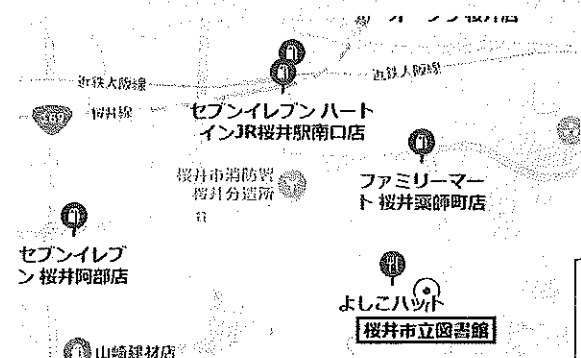 近鉄大阪線
近鉄大阪線
桜井線
セブンイレブン ハート
インJR桜井駅南口店
桜井市消防署
桜井分遣所
ファミリーマー
ト 桜井薬師町店
セブンイレブ
ン 桜井阿部店
よしこハット
桜井市立図書館
山崎建材店